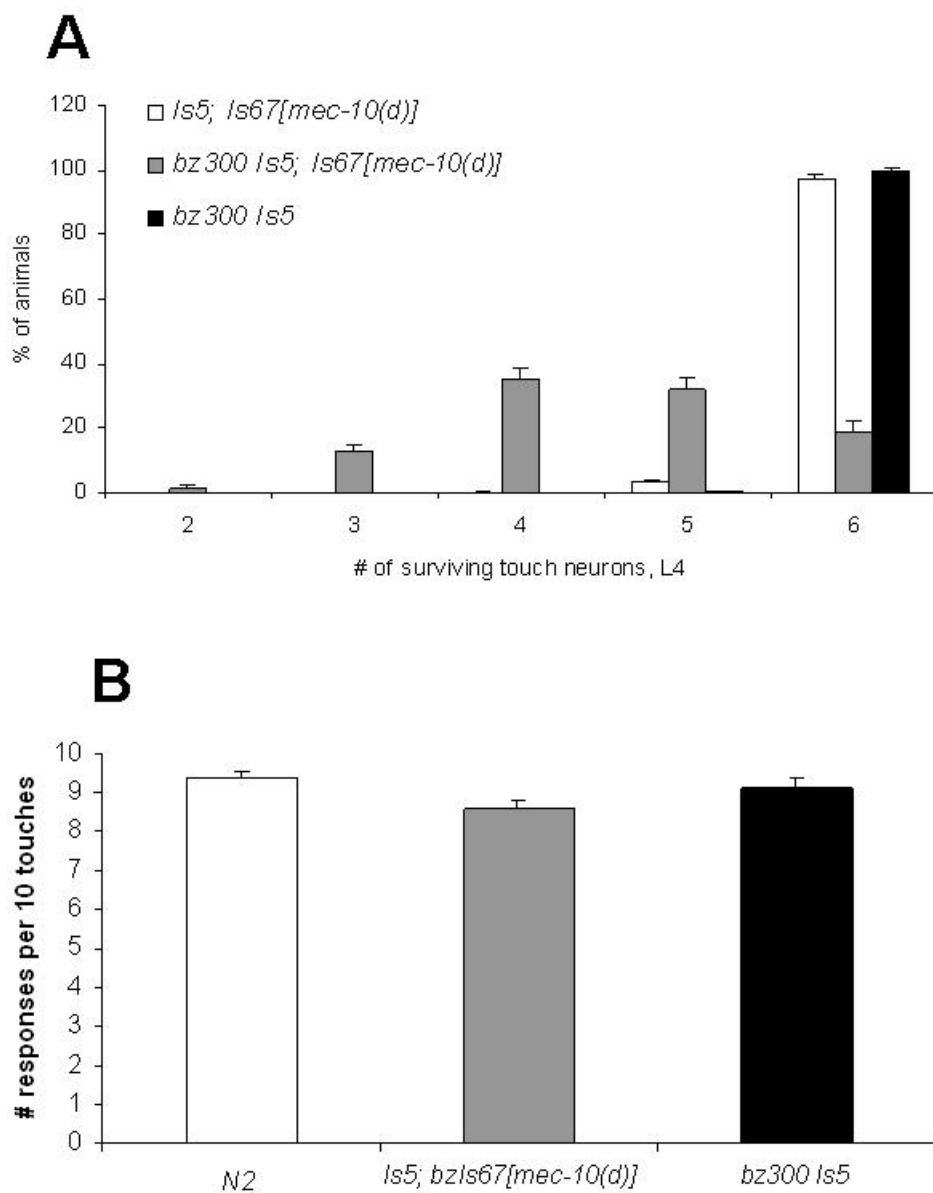 A
120
100
80
60
40
20
0
% of animals
Is5; Is67[mec-10(d)]
bz300 Is5; Is67[mec-10(d)]
bz300 Is5
2 3 4 5 6
# of surviving touch neurons, L4
B
10
9
8
7
6
5
4
3
2
1
0
# responses per 10 touches
N2 Is5; bzIs67[mec-10(d)] bz300 Is5